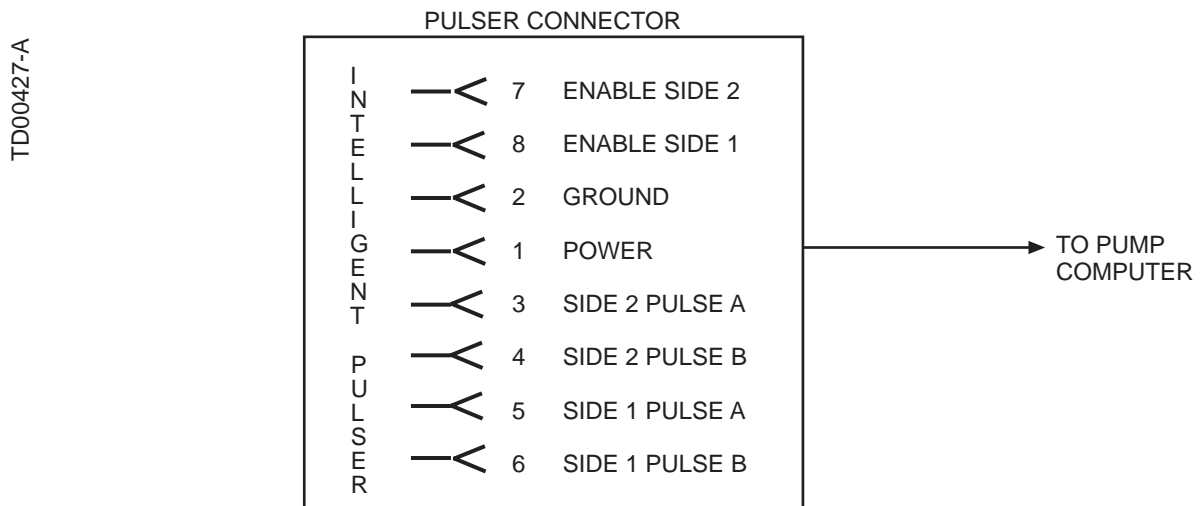 TD00427-A
PULSER CONNECTOR
INTELLIGENT PULSER
7 ENABLE SIDE 2
8 ENABLE SIDE 1
2 GROUND
1 POWER
3 SIDE 2 PULSE A
4 SIDE 2 PULSE B
5 SIDE 1 PULSE A
6 SIDE 1 PULSE B
TO PUMP
COMPUTER